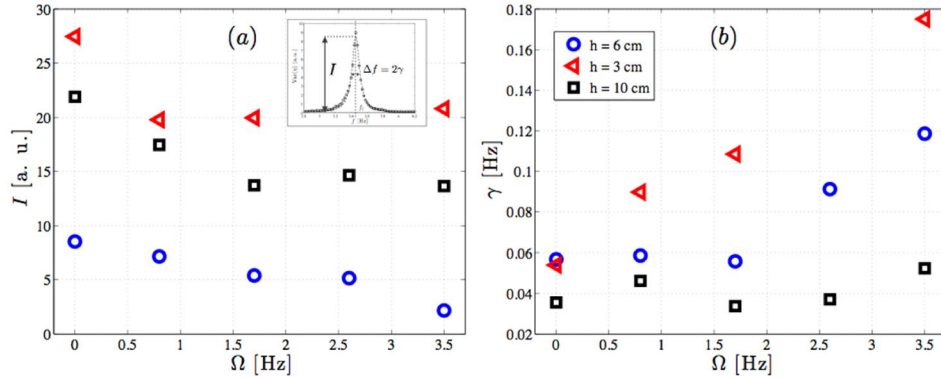 (a)
30
25
20
15
10
5
0
I [a. u.]
0 0.5 1 1.5 2 2.5 3 3.5
Ω [Hz]
I
Δf = 2γ
f [Hz]
(b)
h = 6 cm
h = 3 cm
h = 10 cm
0.18
0.16
0.14
0.12
0.1
0.08
0.06
0.04
0.02
γ [Hz]
0 0.5 1 1.5 2 2.5 3 3.5
Ω [Hz]